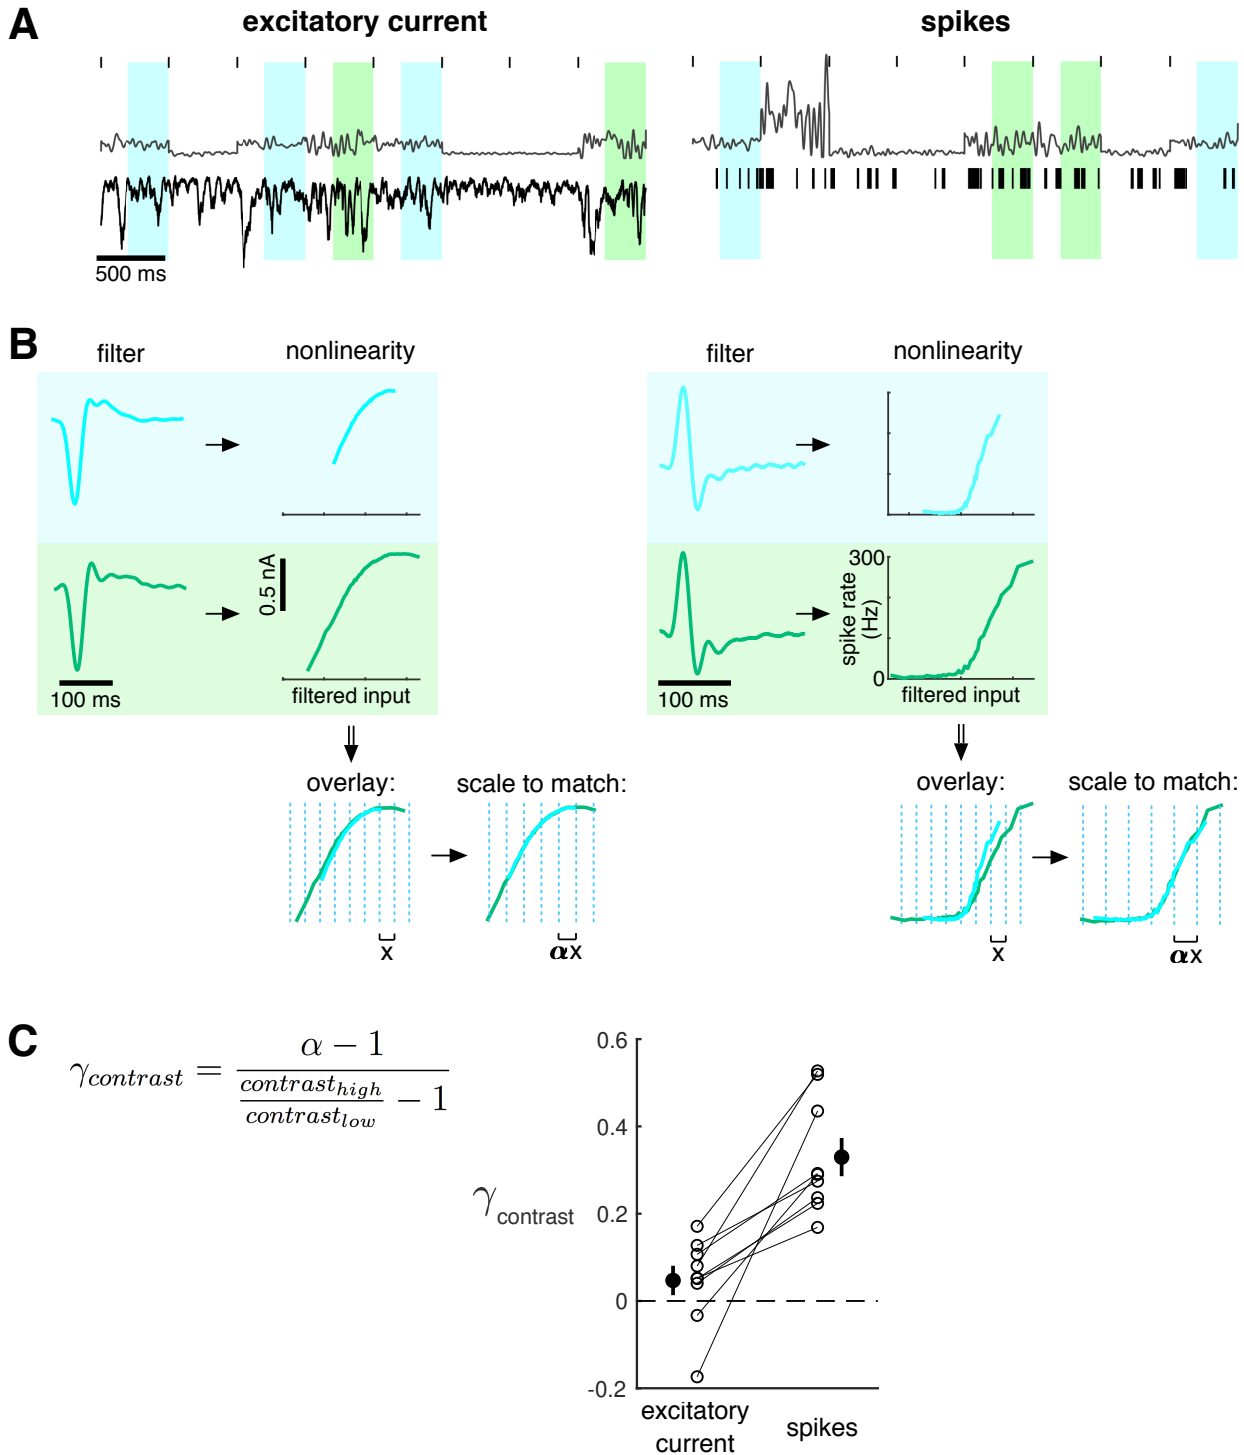 A
excitatory current
spikes
500 ms
B
filter
nonlinearity
filter
nonlinearity
0.5 nA
100 ms
filtered input
300
spike rate
(Hz)
0
100 ms
filtered input
overlay:
scale to match:
overlay:
scale to match:
x
αx
x
αx
C
γcontrast = α − 1
contrasthigh
contrastlow
− 1
0.6
0.4
γcontrast
0.2
0
-0.2
excitatory
current
spikes